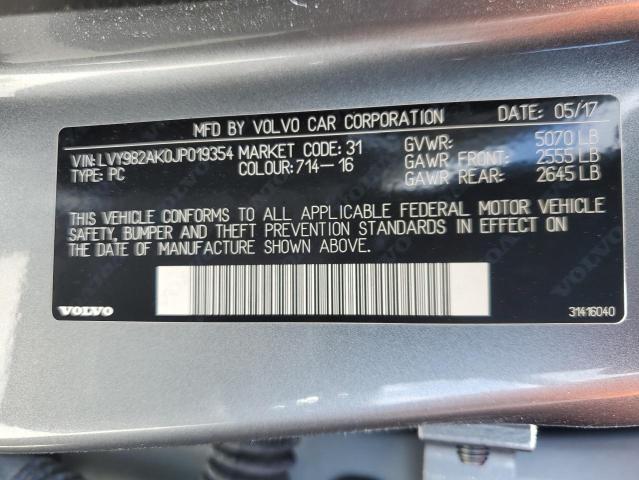 MFD BY VOLVO CAR CORPORATION DATE: 05/17
VIN: LVY982AK0JP019354 MARKET CODE: 31 GVWR: 5070 LB
TYPE: PC COLOUR: 714-16 GAWR FRONT: 2555 LB
GAWR REAR: 2645 LB
THIS VEHICLE CONFORMS TO ALL APPLICABLE FEDERAL MOTOR VEHICLE
SAFETY, BUMPER AND THEFT PREVENTION STANDARDS IN EFFECT ON
THE DATE OF MANUFACTURE SHOWN ABOVE.
VOLVO 31416040